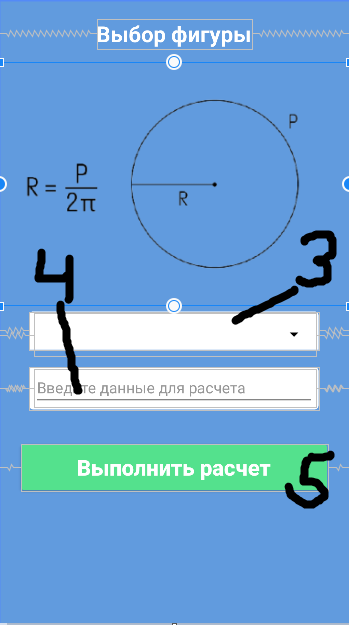 Выбор фигуры
P
R = P / 2π
R
4
3
Введите данные для расчета
Выполнить расчет
5